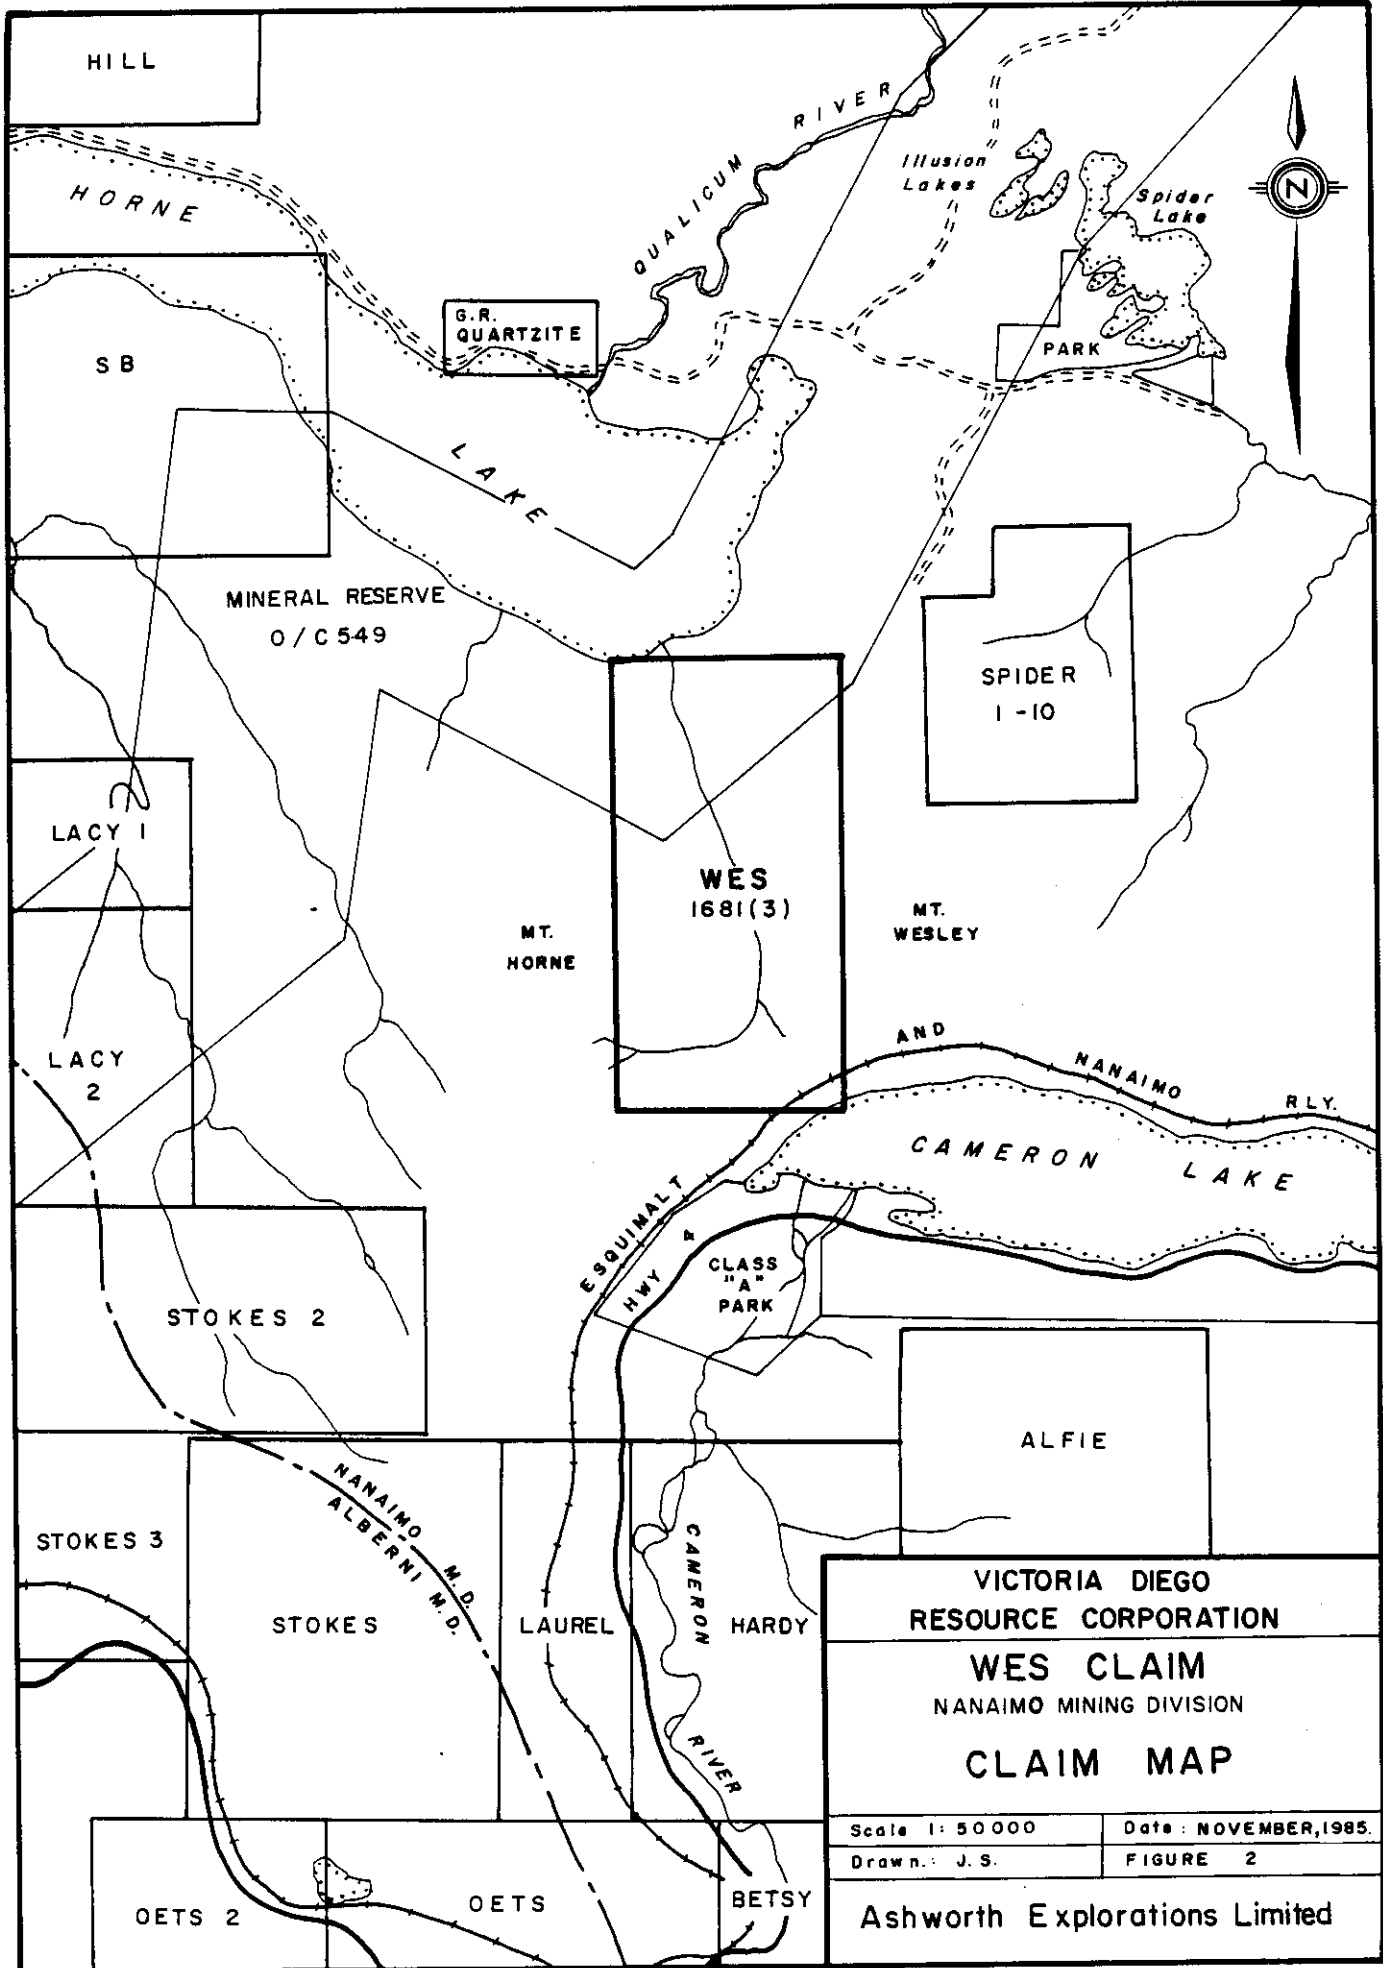 HILL
HORNE
LAKE
QUALICUM RIVER
Illusion
Lakes
Spider
Lake
N
G.R.
QUARTZITE
PARK
SB
MINERAL RESERVE
O/C 549
SPIDER
1-10
LACY 1
WES
1681(3)
MT.
HORNE
MT.
WESLEY
LACY
2
ESQUIMALT AND NANAIMO RLY.
CAMERON LAKE
HWY 4
CLASS
"A"
PARK
STOKES 2
ALFIE
NANAIMO M.D.
ALBERNI M.D.
STOKES 3
STOKES
LAUREL
CAMERON RIVER
HARDY
OETS 2
OETS
BETSY
VICTORIA DIEGO
RESOURCE CORPORATION
WES CLAIM
NANAIMO MINING DIVISION
CLAIM MAP
Scale 1: 50000
Date : NOVEMBER, 1985.
Drawn.: J. S.
FIGURE 2
Ashworth Explorations Limited